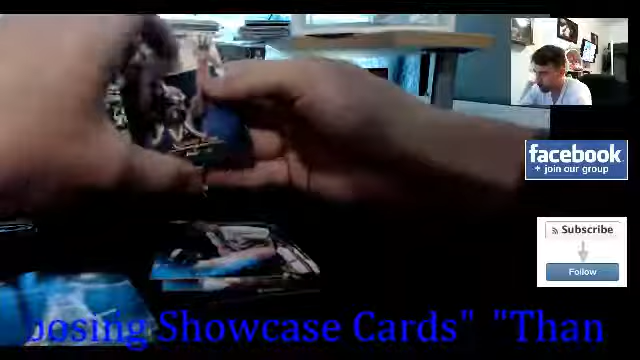 facebook
+ join our group
Subscribe
Follow
Showcase Cards" "Than